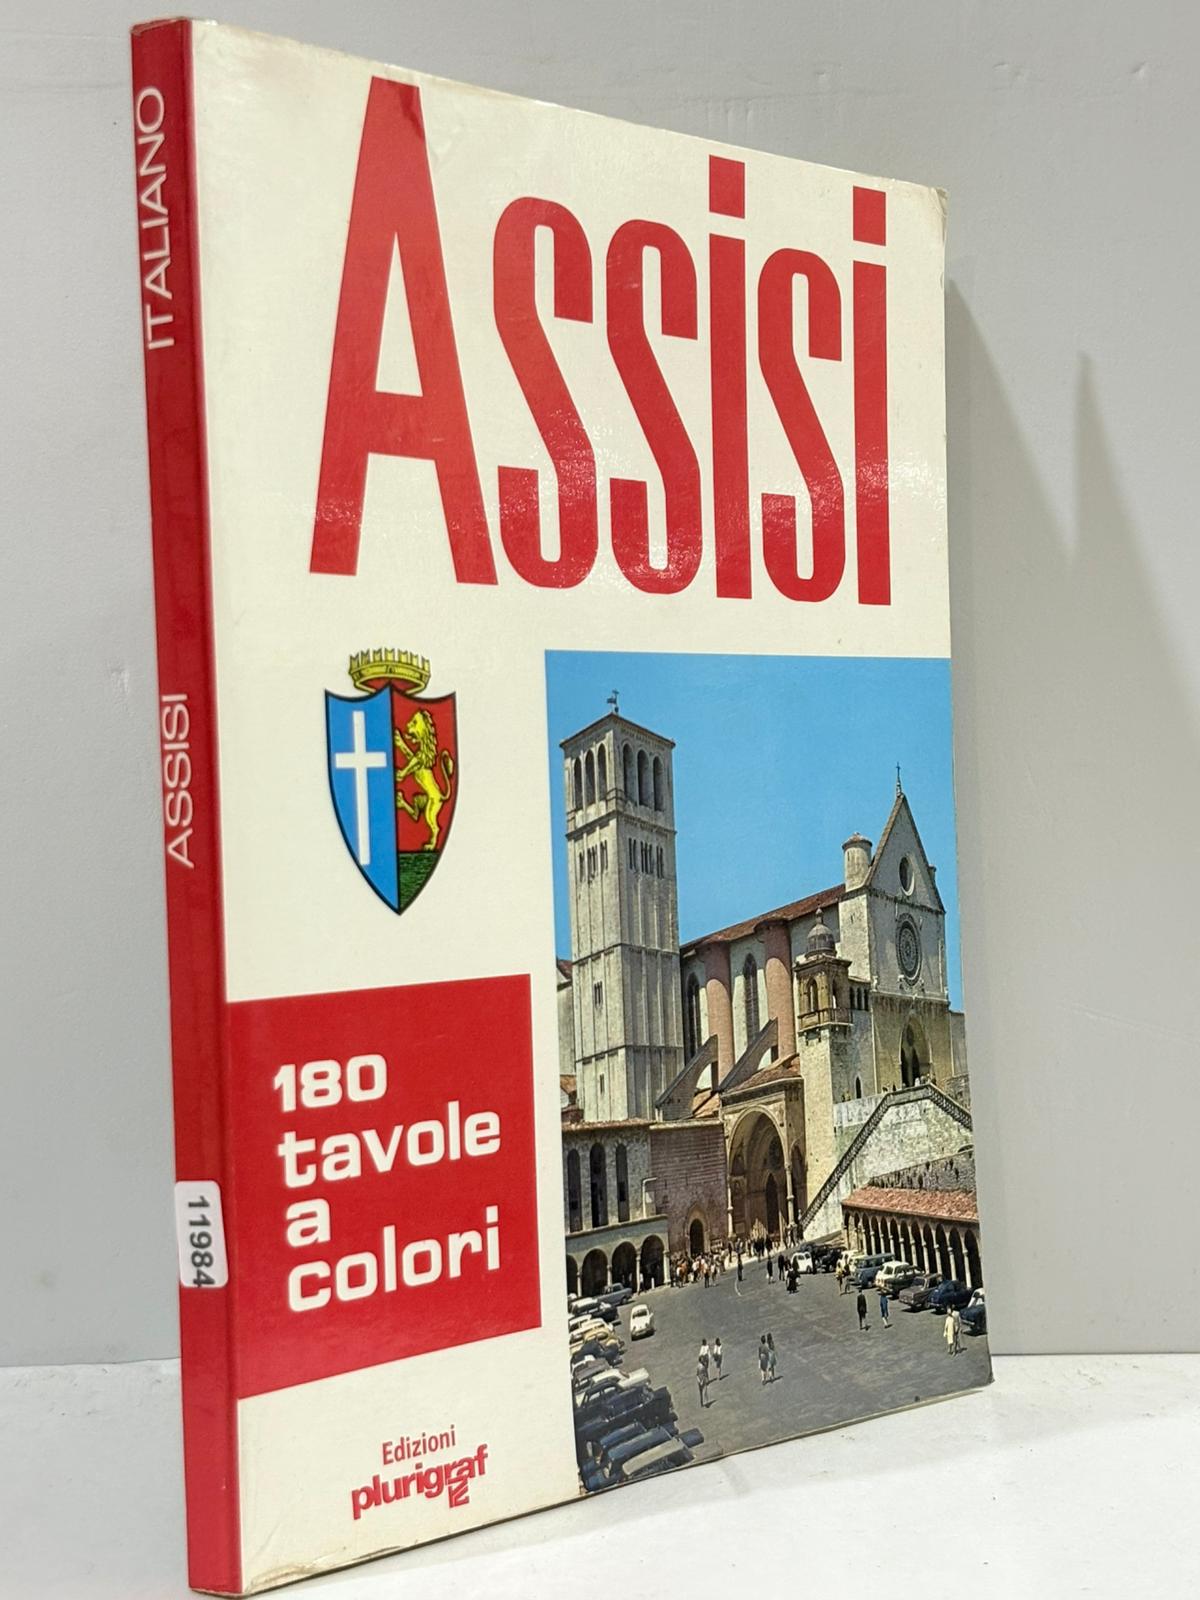 ITALIANO
ASSISI
11984
Assisi
180
tavole
a
colori
Edizioni
plurigraf